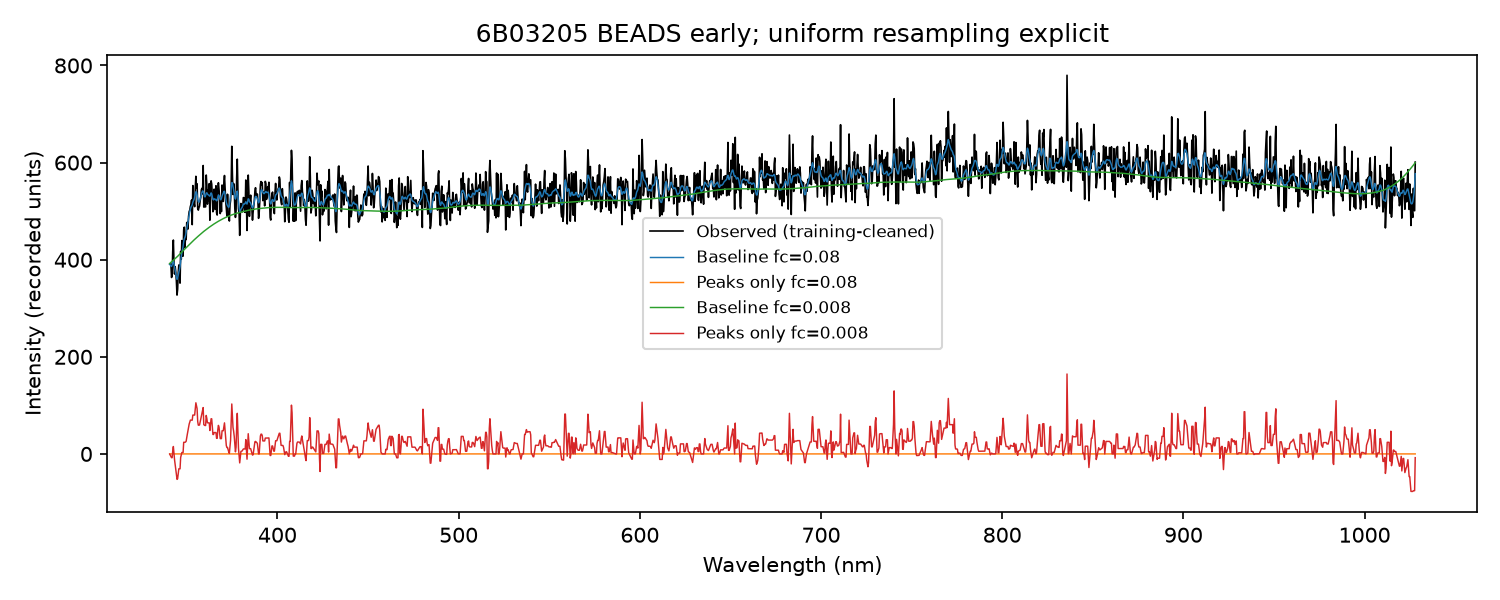 6B03205 BEADS early; uniform resampling explicit
Intensity (recorded units)
800
600
400
200
0
Observed (training-cleaned)
Baseline fc=0.08
Peaks only fc=0.08
Baseline fc=0.008
Peaks only fc=0.008
400
500
600
700
800
900
1000
Wavelength (nm)